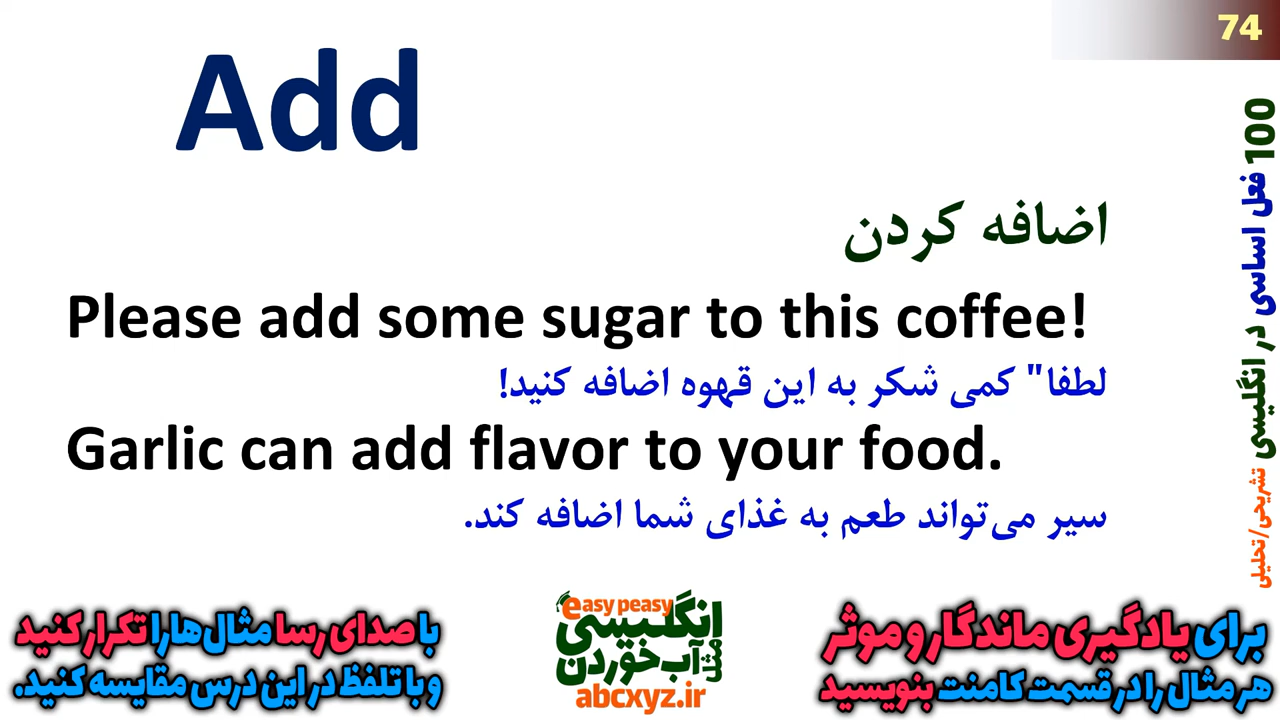 74
Add
اضافه کردن
Please add some sugar to this coffee!
لطفا" کمی شکر به این قهوه اضافه کنید!
Garlic can add flavor to your food.
سیر می‌تواند طعم به غذای شما اضافه کند.
100 فعل اساسی در انگلیسی تشریحی/تحلیلی
برای یادگیری ماندگار و موثر
هر مثال را در قسمت کامنت بنویسید
easy peasy
انگلیسی
مثل آب خوردن
abcxyz.ir
با صدای رسا مثال‌ها را تکرار کنید
و با تلفظ در این درس مقایسه کنید.